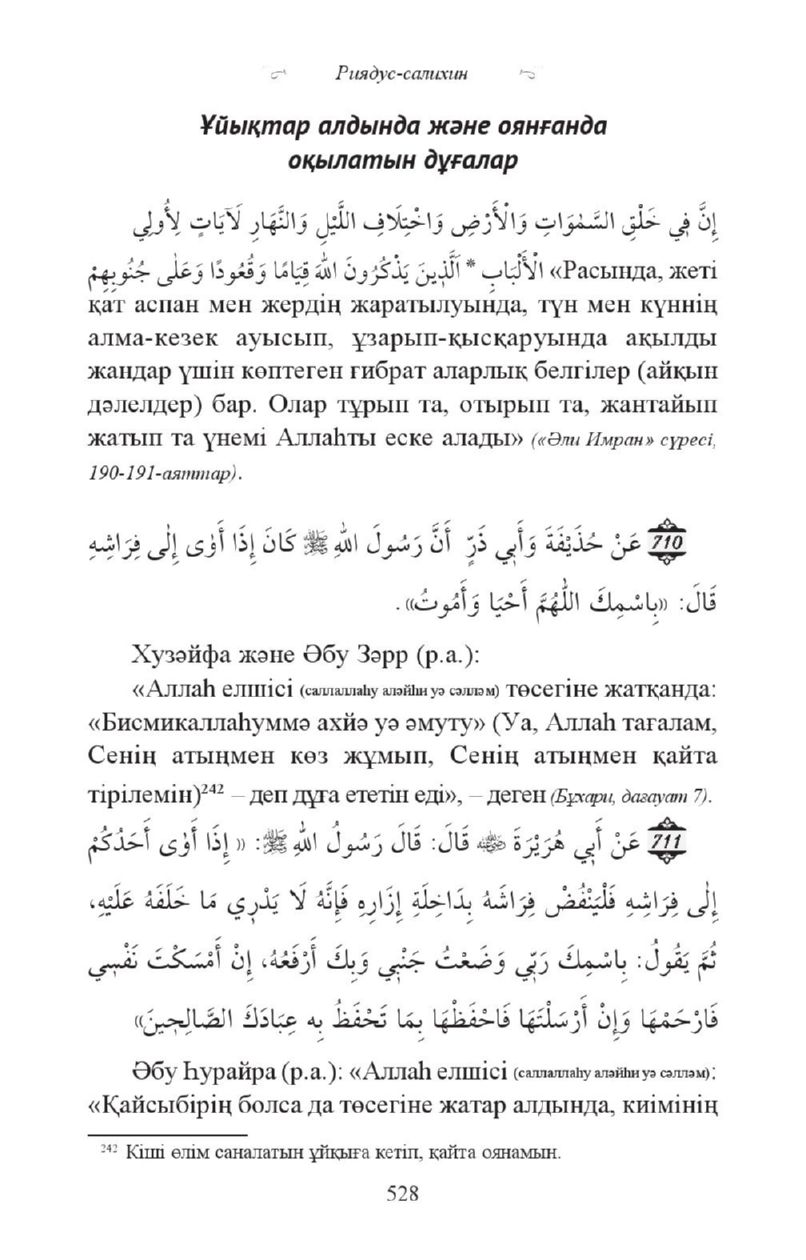 Риядус-салихин
Ұйықтар алдында және оянғанда
оқылатын дұғалар
إِنَّ فِي خَلْقِ السَّمٰوَاتِ وَالْأَرْضِ وَاخْتِلَافِ اللَّيْلِ وَالنَّهَارِ لَآيَاتٍ لِأُولِي
الْأَلْبَابِ * اَلَّذِينَ يَذْكُرُونَ اللهَ قِيَامًا وَقُعُودًا وَعَلٰى جُنُوبِهِمْ «Расында, жеті
қат аспан мен жердің жаратылуында, түн мен күннің
алма-кезек ауысып, ұзарып-қысқаруында ақылды
жандар үшін көптеген ғибрат аларлық белгілер (айқын
дәлелдер) бар. Олар тұрып та, отырып та, жантайып
жатып та үнемі Аллаһты еске алады» («Әли Имран» сүресі,
190-191-аяттар).
710 عَنْ حُذَيْفَةَ وَأَبِي ذَرٍّ أَنَّ رَسُولَ اللهِ ﷺ كَانَ إِذَا أَوٰى إِلٰى فِرَاشِهِ
قَالَ: «بِاسْمِكَ اللّٰهُمَّ أَحْيَا وَأَمُوتُ».
Хузәйфа және Әбу Зәрр (р.а.):
«Аллаһ елшісі (саллаллаһу аләйһи уә сәлләм) төсегіне жатқанда:
«Бисмикаллаһуммә ахйә уә әмуту» (Уа, Аллаһ тағалам,
Сенің атыңмен көз жұмып, Сенің атыңмен қайта
тірілемін)²⁴² – деп дұға ететін еді», – деген (Бұхари, дағауат 7).
711 عَنْ أَبِي هُرَيْرَةَ ﵁ قَالَ: قَالَ رَسُولُ اللهِ ﷺ: « إِذَا أَوٰى أَحَدُكُمْ
إِلٰى فِرَاشِهِ فَلْيَنْفُضْ فِرَاشَهُ بِدَاخِلَةِ إِزَارِهِ فَإِنَّهُ لَا يَدْرِي مَا خَلَفَهُ عَلَيْهِ،
ثُمَّ يَقُولُ: بِاسْمِكَ رَبِّي وَضَعْتُ جَنْبِي وَبِكَ أَرْفَعُهُ، إِنْ أَمْسَكْتَ نَفْسِي
فَارْحَمْهَا وَإِنْ أَرْسَلْتَهَا فَاحْفَظْهَا بِمَا تَحْفَظُ بِهِ عِبَادَكَ الصَّالِحِينَ»
Әбу Һурайра (р.а.): «Аллаһ елшісі (саллаллаһу аләйһи уә сәлләм):
«Қайсыбірің болса да төсегіне жатар алдында, киімінің
²⁴² Кіші өлім саналатын ұйқыға кетіп, қайта оянамын.
528